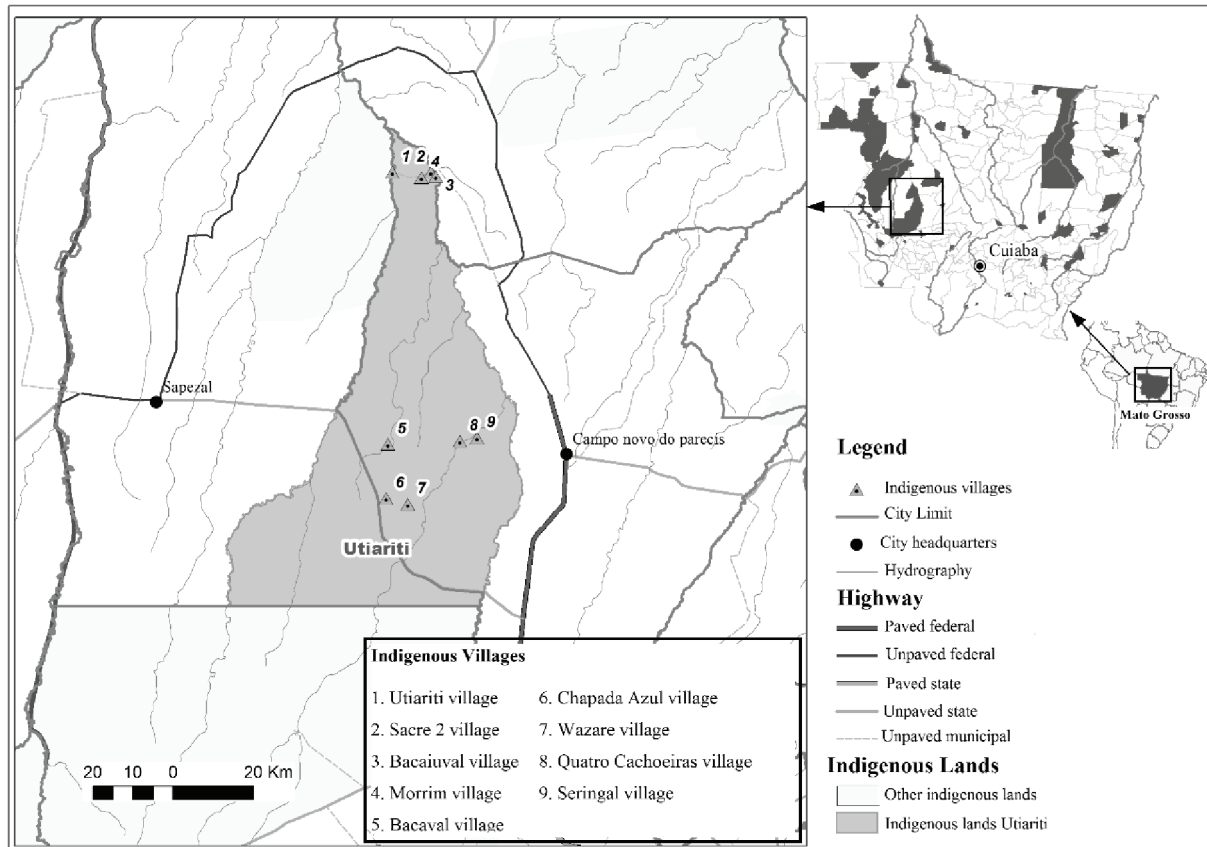 1 2 4
3
Sapezal
5
8 9
Campo novo do parecis
6
7
Utiariti
20 10 0 20 Km
Indigenous Villages
1. Utiariti village
2. Sacre 2 village
3. Bacaiuval village
4. Morrim village
5. Bacaval village
6. Chapada Azul village
7. Wazare village
8. Quatro Cachoeiras village
9. Seringal village
Cuiaba
Mato Grosso
Legend
Indigenous villages
City Limit
City headquarters
Hydrography
Highway
Paved federal
Unpaved federal
Paved state
Unpaved state
Unpaved municipal
Indigenous Lands
Other indigenous lands
Indigenous lands Utiariti